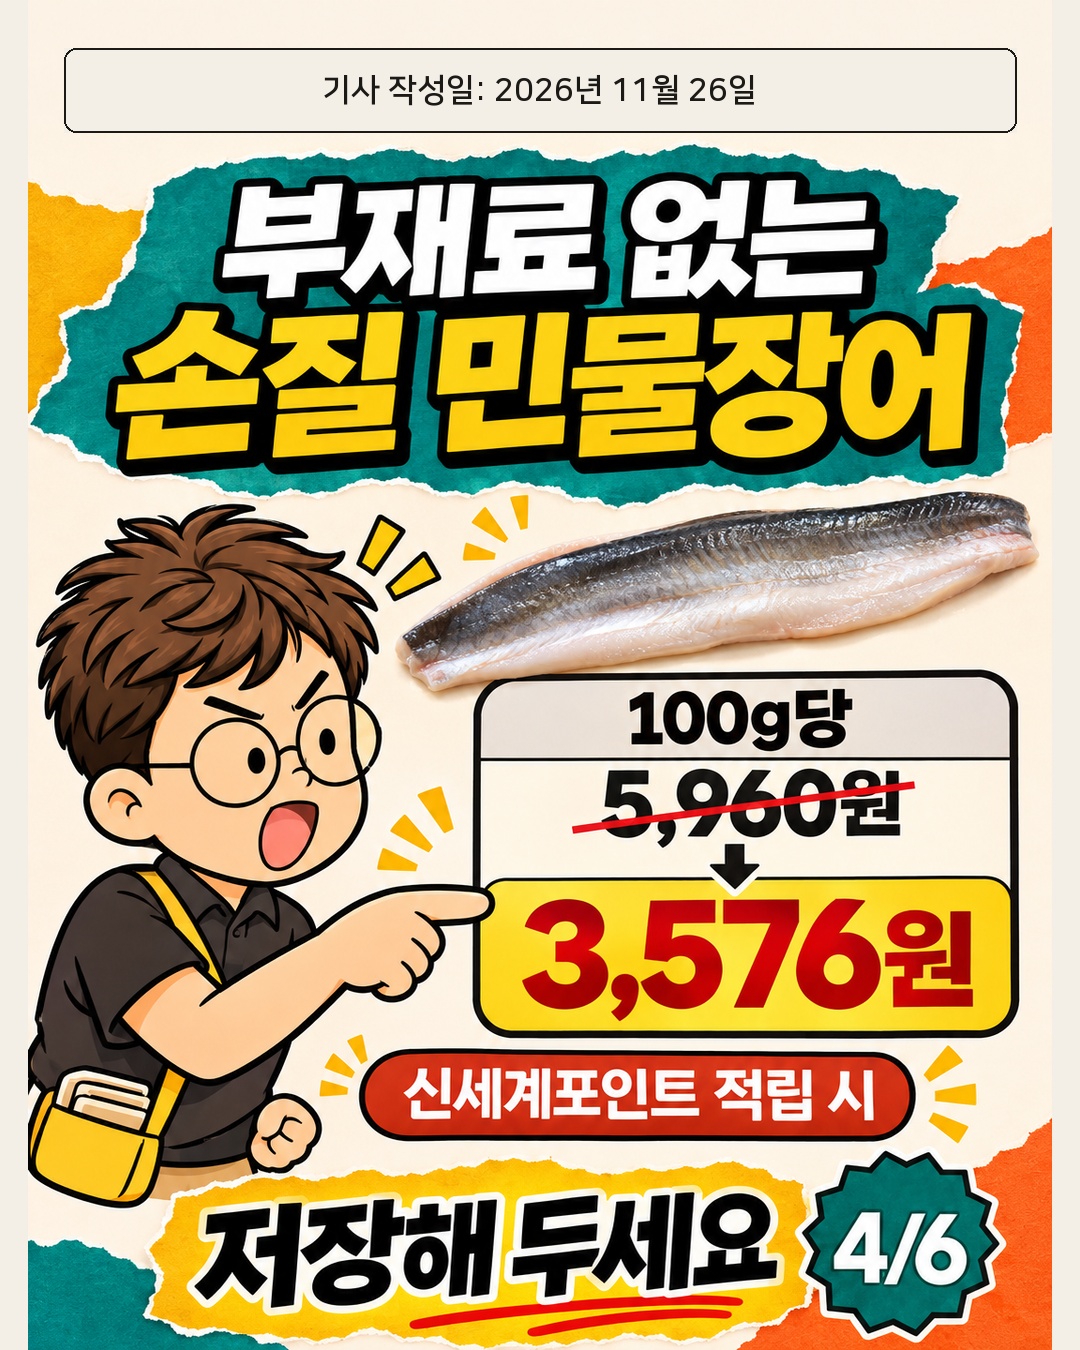 기사 작성일: 2026년 11월 26일
부재료 없는
손질 민물장어
100g당
5,960원
3,576원
신세계포인트 적립 시
저장해 두세요
4/6